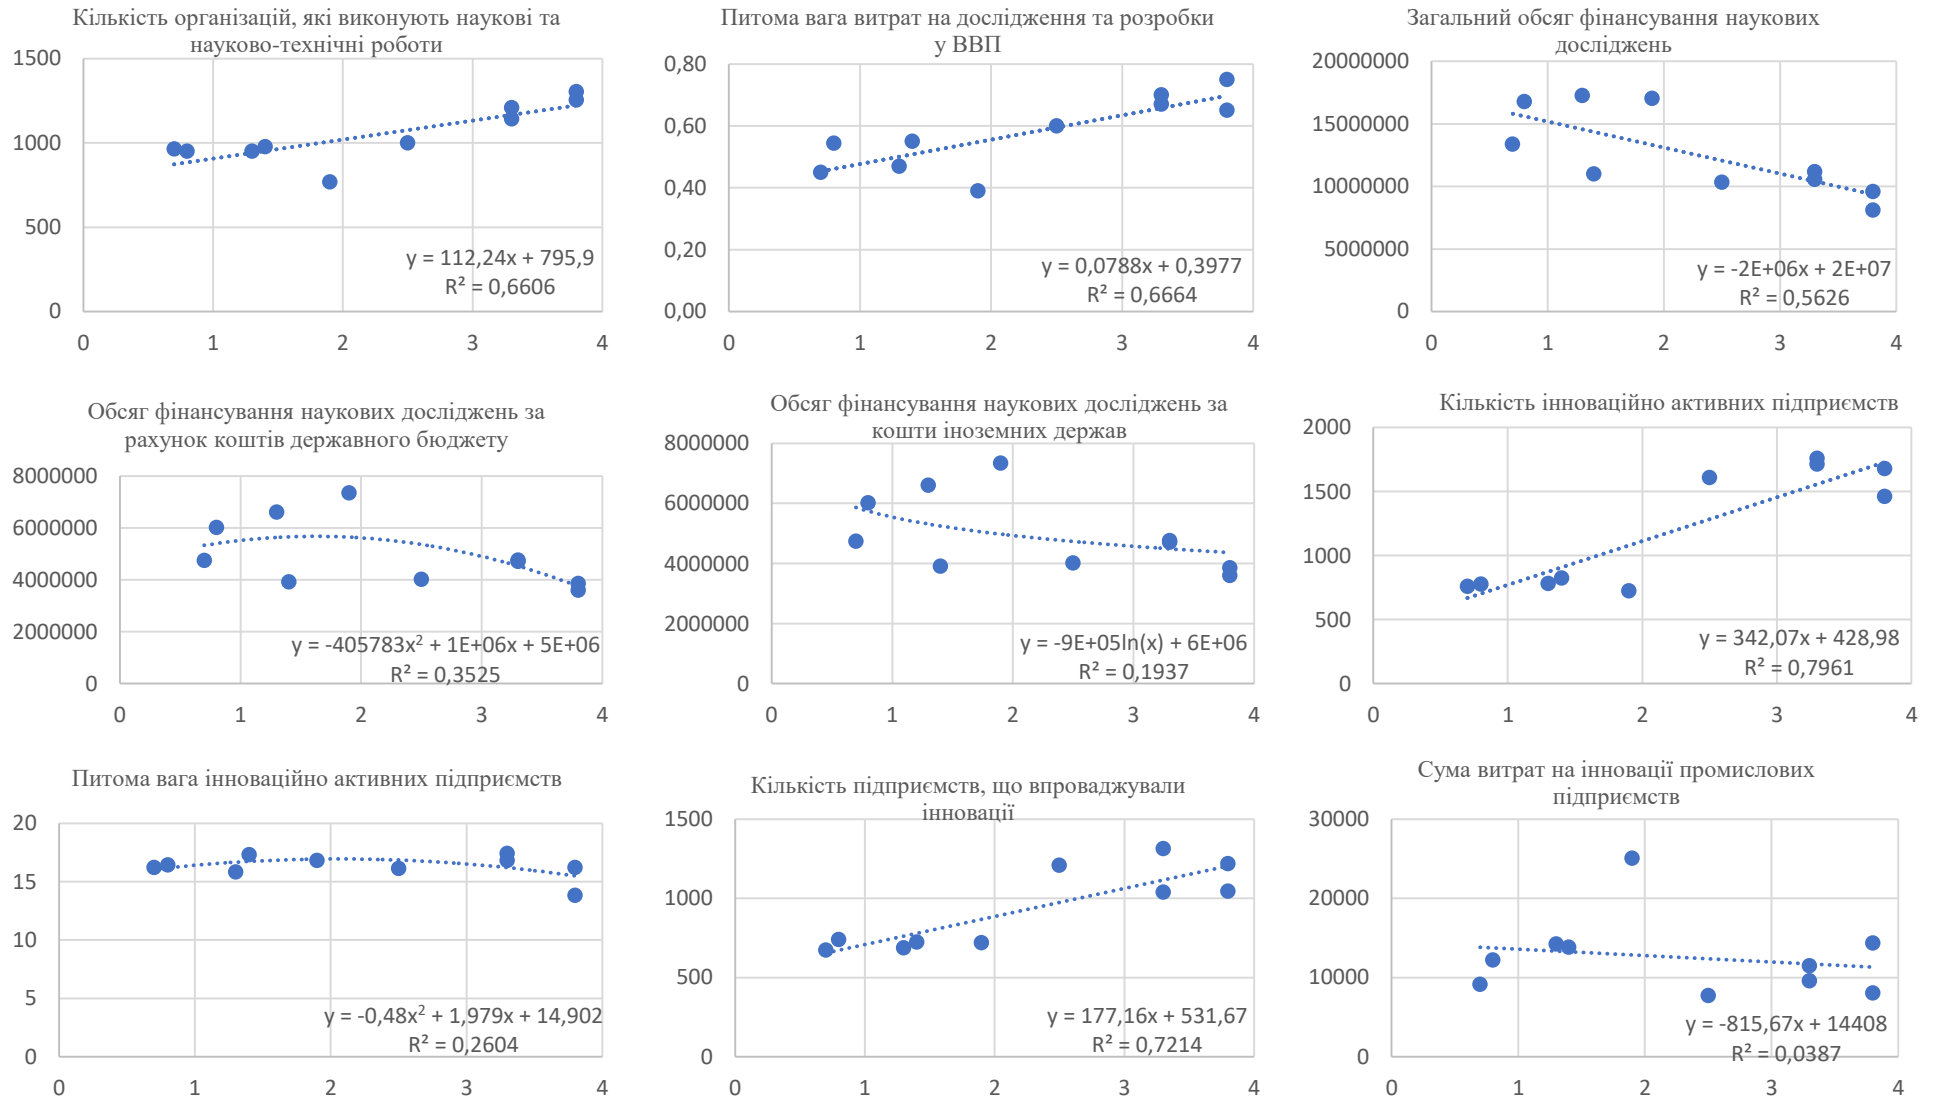 Кількість організацій, які виконують наукові та
науково-технічні роботи
1500
1000
500
0
0 1 2 3 4
y = 112,24x + 795,9
R² = 0,6606
Питома вага витрат на дослідження та розробки
у ВВП
0,80
0,60
0,40
0,20
0,00
0 1 2 3 4
y = 0,0788x + 0,3977
R² = 0,6664
Загальний обсяг фінансування наукових
досліджень
20000000
15000000
10000000
5000000
0
0 1 2 3 4
y = -2E+06x + 2E+07
R² = 0,5626
Обсяг фінансування наукових досліджень за
рахунок коштів державного бюджету
8000000
6000000
4000000
2000000
0
0 1 2 3 4
y = -405783x² + 1E+06x + 5E+06
R² = 0,3525
Обсяг фінансування наукових досліджень за
кошти іноземних держав
8000000
6000000
4000000
2000000
0
0 1 2 3 4
y = -9E+05ln(x) + 6E+06
R² = 0,1937
Кількість інноваційно активних підприємств
2000
1500
1000
500
0
0 1 2 3 4
y = 342,07x + 428,98
R² = 0,7961
Питома вага інноваційно активних підприємств
20
15
10
5
0
0 1 2 3 4
y = -0,48x² + 1,979x + 14,902
R² = 0,2604
Кількість підприємств, що впроваджували
інновації
1500
1000
500
0
0 1 2 3 4
y = 177,16x + 531,67
R² = 0,7214
Сума витрат на інновації промислових
підприємств
30000
20000
10000
0
0 1 2 3 4
y = -815,67x + 14408
R² = 0,0387